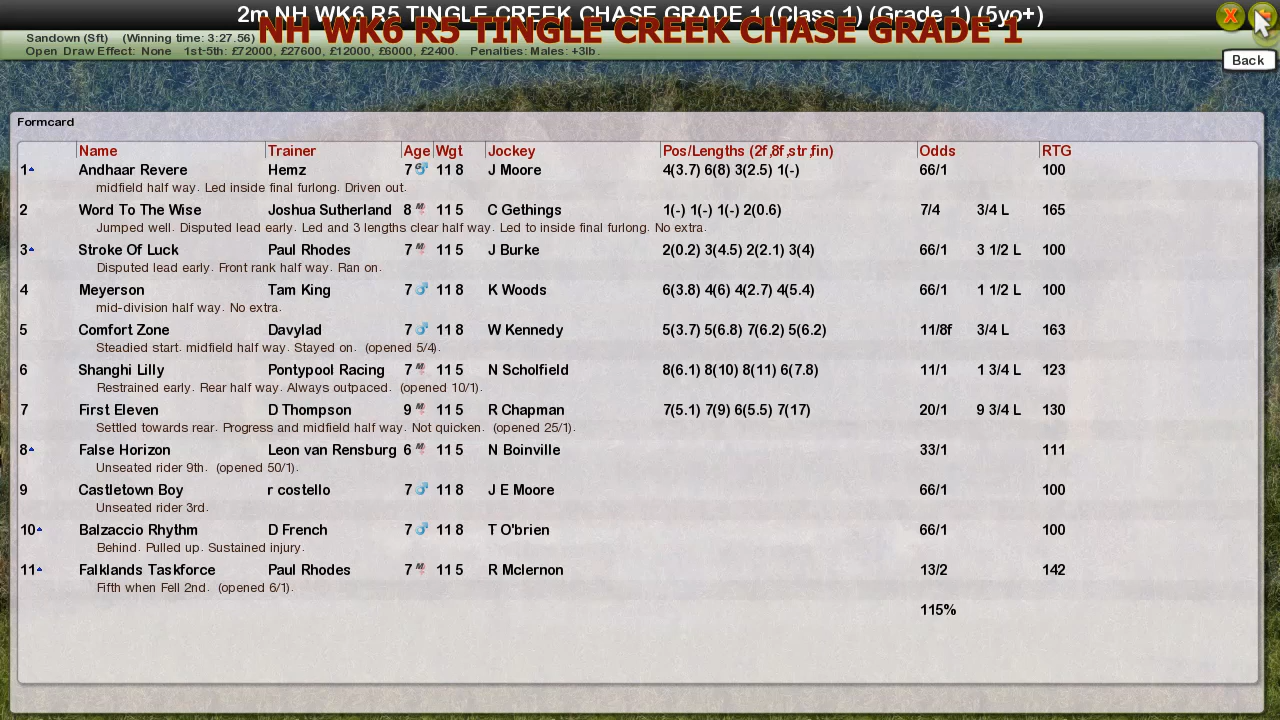 2m NH WK6 R5 TINGLE CREEK CHASE GRADE 1 (Class 1) (Grade 1) (5yo+)
NH WK6 R5 TINGLE CREEK CHASE GRADE 1
Sandown (Sft) (Winning time: 3:27.56)
Open Draw Effect: None 1st-5th: £72000, £27600, £12000, £6000, £2400. Penalties: Males: +3lb.
X
Back
Formcard
Name Trainer Age Wgt Jockey Pos/Lengths (2f,8f,str,fin) Odds RTG
1 Andhaar Revere Hemz 7 11 8 J Moore 4(3.7) 6(8) 3(2.5) 1(-) 66/1 100
midfield half way. Led inside final furlong. Driven out.
2 Word To The Wise Joshua Sutherland 8 M 11 5 C Gethings 1(-) 1(-) 1(-) 2(0.6) 7/4 3/4 L 165
Jumped well. Disputed lead early. Led and 3 lengths clear half way. Led to inside final furlong. No extra.
3 Stroke Of Luck Paul Rhodes 7 M 11 5 J Burke 2(0.2) 3(4.5) 2(2.1) 3(4) 66/1 3 1/2 L 100
Disputed lead early. Front rank half way. Ran on.
4 Meyerson Tam King 7 11 8 K Woods 6(3.8) 4(6) 4(2.7) 4(5.4) 66/1 1 1/2 L 100
mid-division half way. No extra.
5 Comfort Zone Davylad 7 11 8 W Kennedy 5(3.7) 5(6.8) 7(6.2) 5(6.2) 11/8f 3/4 L 163
Steadied start. midfield half way. Stayed on. (opened 5/4).
6 Shanghi Lilly Pontypool Racing 7 M 11 5 N Scholfield 8(6.1) 8(10) 8(11) 6(7.8) 11/1 1 3/4 L 123
Restrained early. Rear half way. Always outpaced. (opened 10/1).
7 First Eleven D Thompson 9 M 11 5 R Chapman 7(5.1) 7(9) 6(5.5) 7(17) 20/1 9 3/4 L 130
Settled towards rear. Progress and midfield half way. Not quicken. (opened 25/1).
8 False Horizon Leon van Rensburg 6 M 11 5 N Boinville 33/1 111
Unseated rider 9th. (opened 50/1).
9 Castletown Boy r costello 7 11 8 J E Moore 66/1 100
Unseated rider 3rd.
10 Balzaccio Rhythm D French 7 11 8 T O'brien 66/1 100
Behind. Pulled up. Sustained injury.
11 Falklands Taskforce Paul Rhodes 7 M 11 5 R Mclernon 13/2 142
Fifth when Fell 2nd. (opened 6/1).
115%